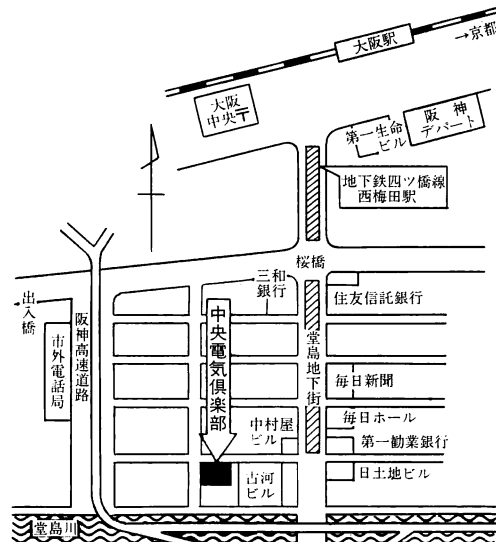 大阪駅
→京都
大阪
中央〒
阪神
デパート
第一生命
ビル
地下鉄四ツ橋線
西梅田駅
桜橋
三和
銀行
住友信託銀行
←
出入橋
市外電話局
阪神高速道路
中央電気倶楽部
堂島地下街
毎日新聞
毎日ホール
中村屋
ビル
第一勧業銀行
古河
ビル
日土地ビル
堂島川